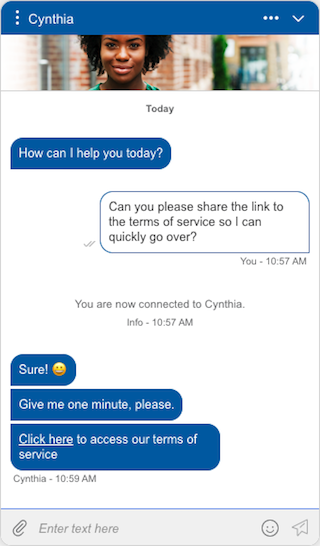 Cynthia
Today
How can I help you today?
Can you please share the link to
the terms of service so I can
quickly go over?
You - 10:57 AM
You are now connected to Cynthia.
Info - 10:57 AM
Sure! 😀
Give me one minute, please.
Click here to access our terms of
service
Cynthia - 10:59 AM
Enter text here